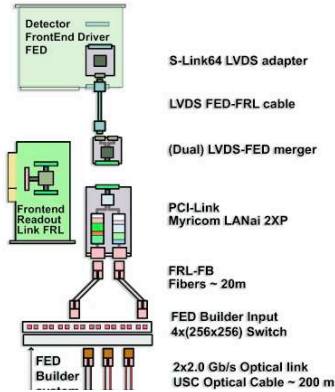 Detector
FrontEnd Driver
FED
S-Link64 LVDS adapter
LVDS FED-FRL cable
(Dual) LVDS-FED merger
Frontend
Readout
Link FRL
PCI-Link
Myricom LANai 2XP
FRL-FB
Fibers ~ 20m
FED Builder Input
4x(256x256) Switch
FED
Builder
system
2x2.0 Gb/s Optical link
USC Optical Cable ~ 200 m